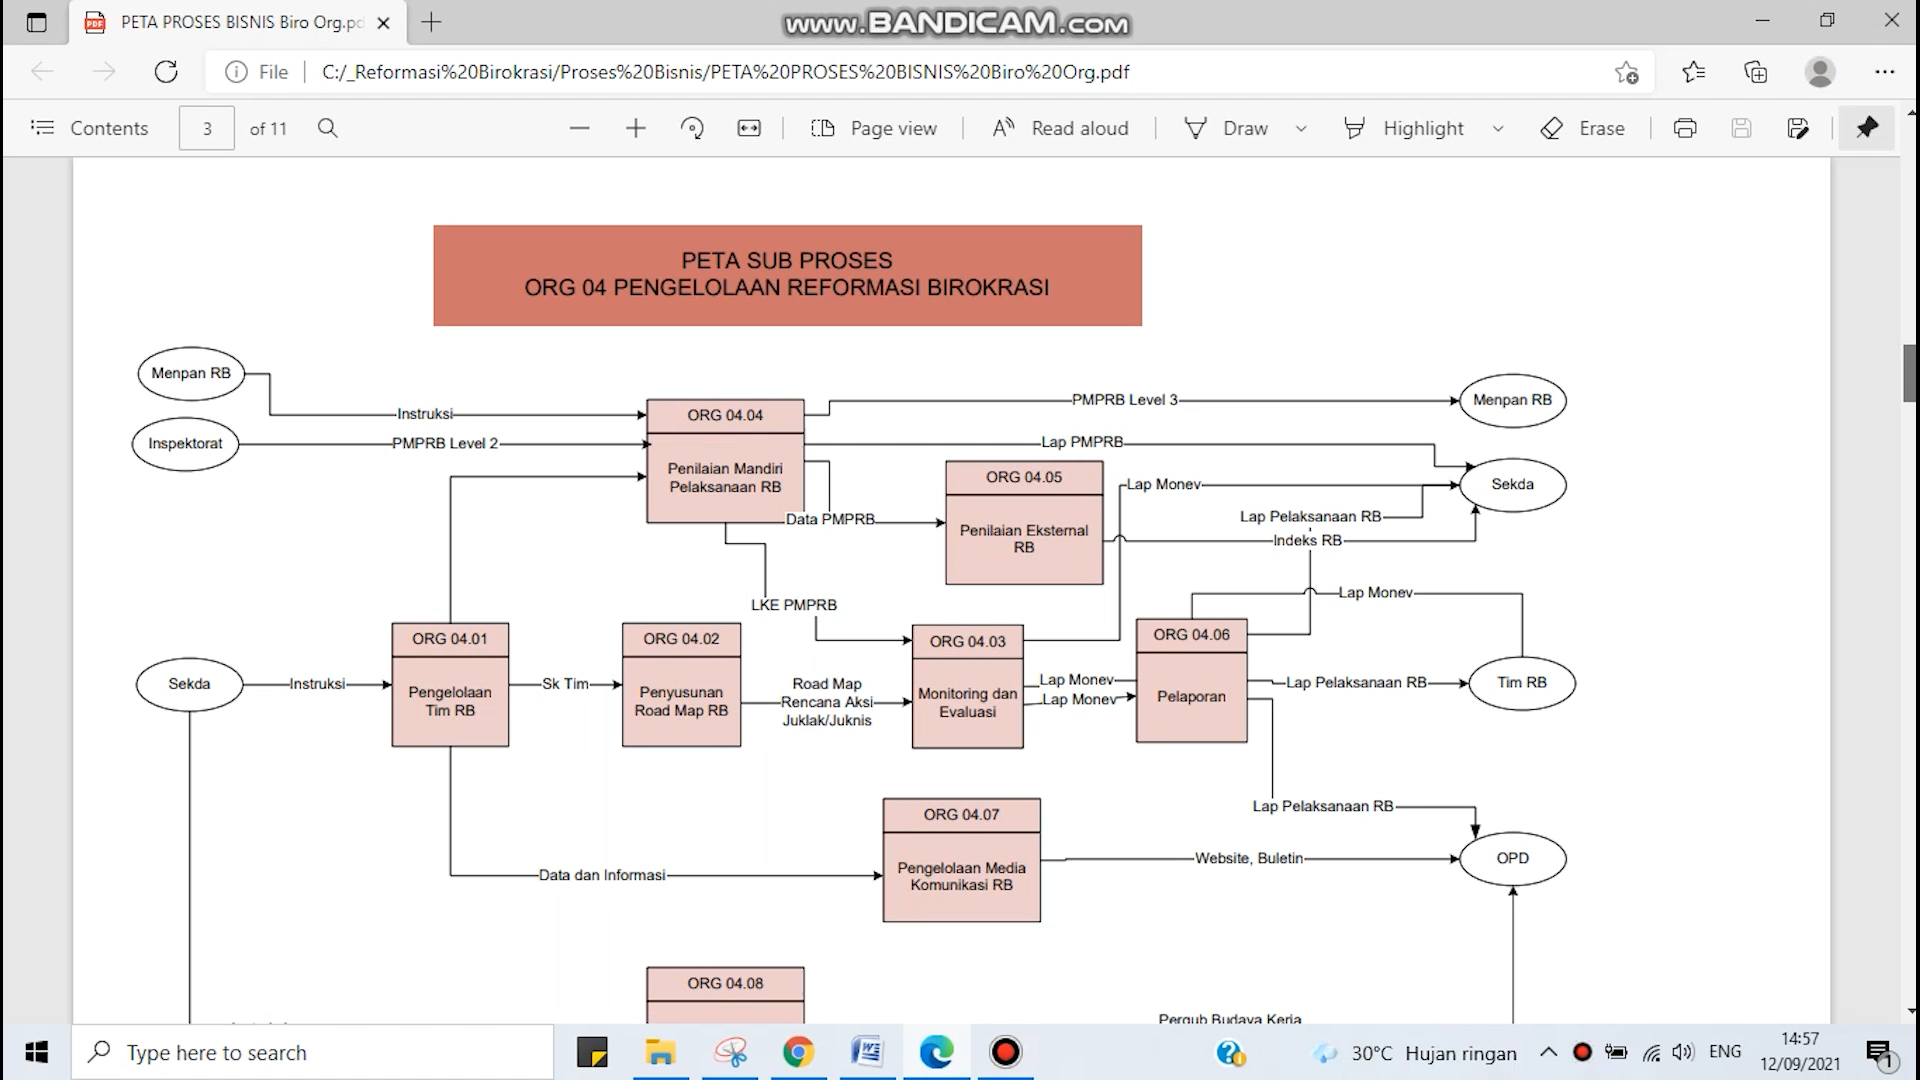 PETA PROSES BISNIS Biro Org.pd
www.BANDICAM.com
File
C:/_Reformasi%20Birokrasi/Proses%20Bisnis/PETA%20PROSES%20BISNIS%20Biro%20Org.pdf
Contents
3
of 11
Page view
Read aloud
Draw
Highlight
Erase
PETA SUB PROSES
ORG 04 PENGELOLAAN REFORMASI BIROKRASI
Menpan RB
Instruksi
Inspektorat
PMPRB Level 2
ORG 04.04
Penilaian Mandiri
Pelaksanaan RB
PMPRB Level 3
Menpan RB
Lap PMPRB
Sekda
Data PMPRB
ORG 04.05
Penilaian Eksternal
RB
Lap Monev
Lap Pelaksanaan RB
Indeks RB
LKE PMPRB
Lap Monev
Sekda
Instruksi
ORG 04.01
Pengelolaan
Tim RB
Sk Tim
ORG 04.02
Penyusunan
Road Map RB
Road Map
Rencana Aksi
Juklak/Juknis
ORG 04.03
Monitoring dan
Evaluasi
Lap Monev
Lap Monev
ORG 04.06
Pelaporan
Lap Pelaksanaan RB
Tim RB
Lap Pelaksanaan RB
Data dan Informasi
ORG 04.07
Pengelolaan Media
Komunikasi RB
Website, Buletin
OPD
ORG 04.08
Pergub Budaya Kerja
Type here to search
30°C Hujan ringan
ENG
14:57
12/09/2021
1